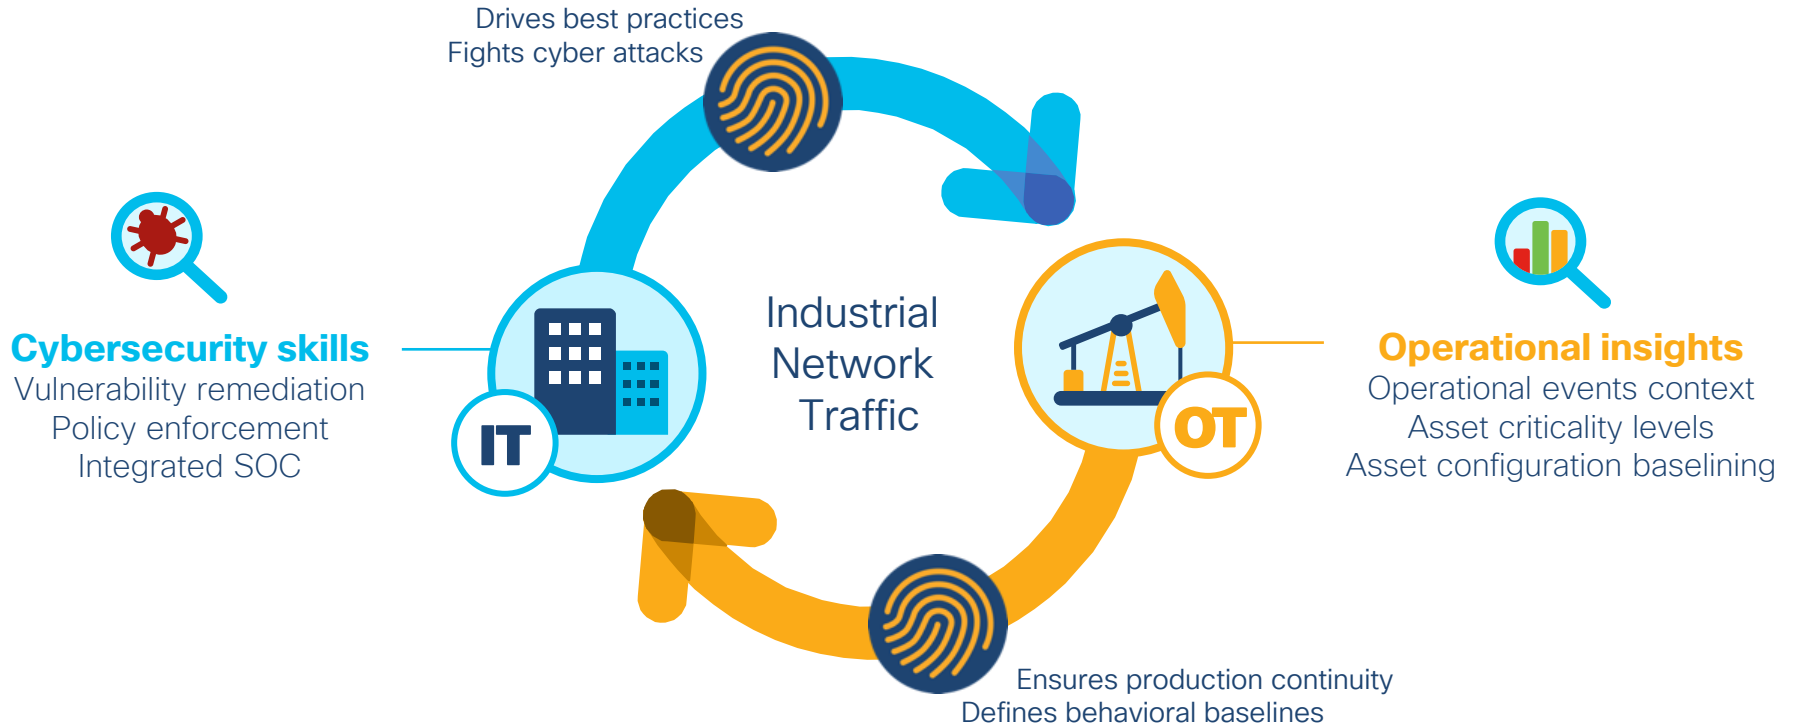 Drives best practices
Fights cyber attacks
Cybersecurity skills
Vulnerability remediation
Policy enforcement
Integrated SOC
IT
Industrial
Network
Traffic
OT
Operational insights
Operational events context
Asset criticality levels
Asset configuration baselining
Ensures production continuity
Defines behavioral baselines